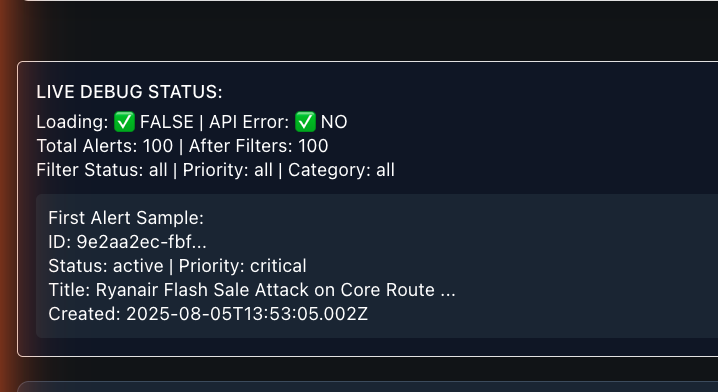 LIVE DEBUG STATUS:
Loading: ✅ FALSE | API Error: ✅ NO
Total Alerts: 100 | After Filters: 100
Filter Status: all | Priority: all | Category: all
First Alert Sample:
ID: 9e2aa2ec-fbf...
Status: active | Priority: critical
Title: Ryanair Flash Sale Attack on Core Route ...
Created: 2025-08-05T13:53:05.002Z